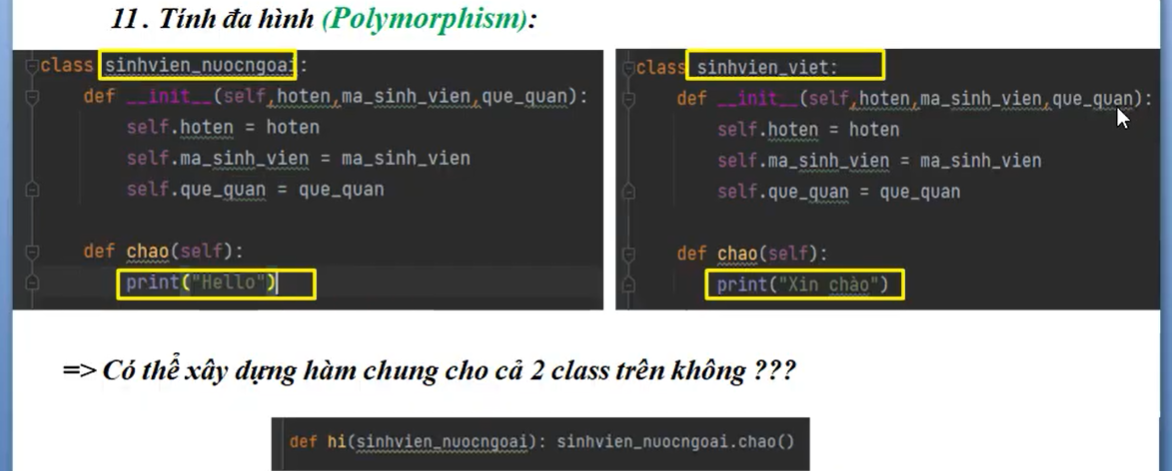 11. Tính đa hình (Polymorphism):
class sinhvien_nuocngoai:
def __init__(self,hoten,ma_sinh_vien,que_quan):
self.hoten = hoten
self.ma_sinh_vien = ma_sinh_vien
self.que_quan = que_quan
def chao(self):
print("Hello")
class sinhvien_viet:
def __init__(self,hoten,ma_sinh_vien,que_quan):
self.hoten = hoten
self.ma_sinh_vien = ma_sinh_vien
self.que_quan = que_quan
def chao(self):
print("Xin chào")
=> Có thể xây dựng hàm chung cho cả 2 class trên không ???
def hi(sinhvien_nuocngoai): sinhvien_nuocngoai.chao()